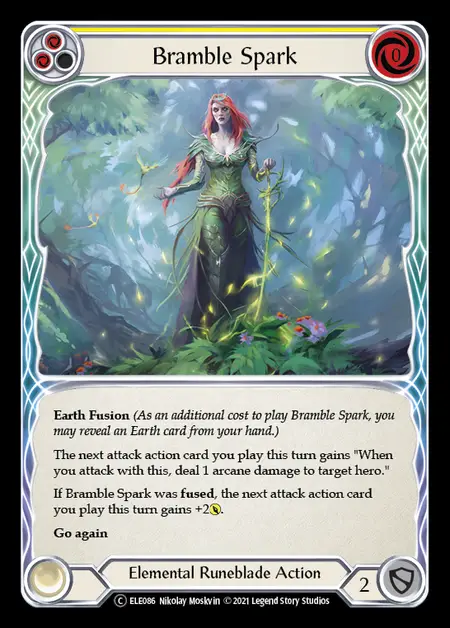 Bramble Spark
0
Earth Fusion (As an additional cost to play Bramble Spark, you
may reveal an Earth card from your hand.)
The next attack action card you play this turn gains "When
you attack with this, deal 1 arcane damage to target hero."
If Bramble Spark was fused, the next attack action card
you play this turn gains +2.
Go again
Elemental Runeblade Action
2
C ELE086 Nikolay Moskvin © 2021 Legend Story Studios